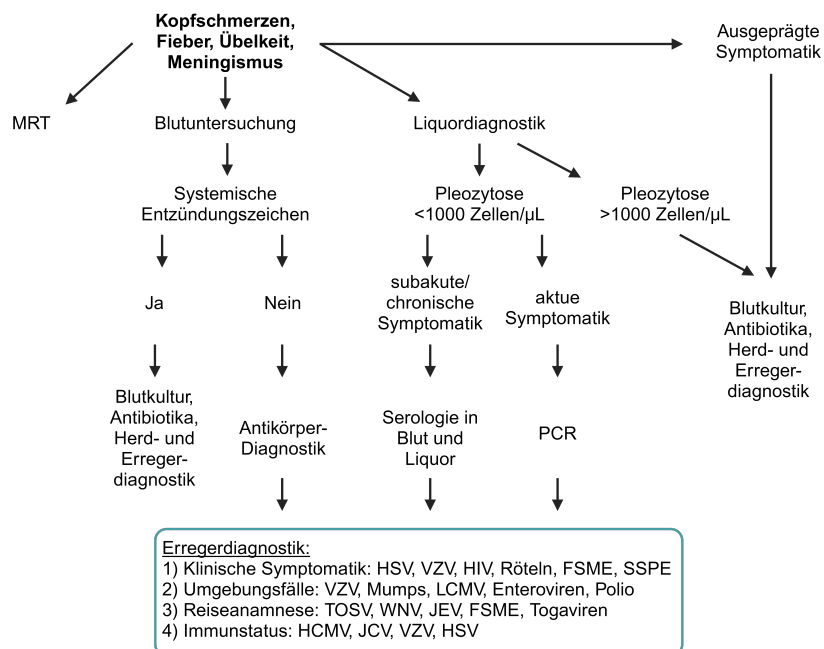 Kopfschmerzen,
Fieber, Übelkeit,
Meningismus
Ausgeprägte
Symptomatik
MRT
Blutuntersuchung
Liquordiagnostik
Systemische
Entzündungszeichen
Pleozytose
<1000 Zellen/µL
Pleozytose
>1000 Zellen/µL
Ja
Nein
subakute/
chronische
Symptomatik
aktue
Symptomatik
Blutkultur,
Antibiotika,
Herd- und
Erreger-
diagnostik
Blutkultur,
Antibiotika,
Herd- und
Erreger-
diagnostik
Antikörper-
Diagnostik
Serologie in
Blut und
Liquor
PCR
Erregerdiagnostik:
1) Klinische Symptomatik: HSV, VZV, HIV, Röteln, FSME, SSPE
2) Umgebungsfälle: VZV, Mumps, LCMV, Enteroviren, Polio
3) Reiseanamnese: TOSV, WNV, JEV, FSME, Togaviren
4) Immunstatus: HCMV, JCV, VZV, HSV